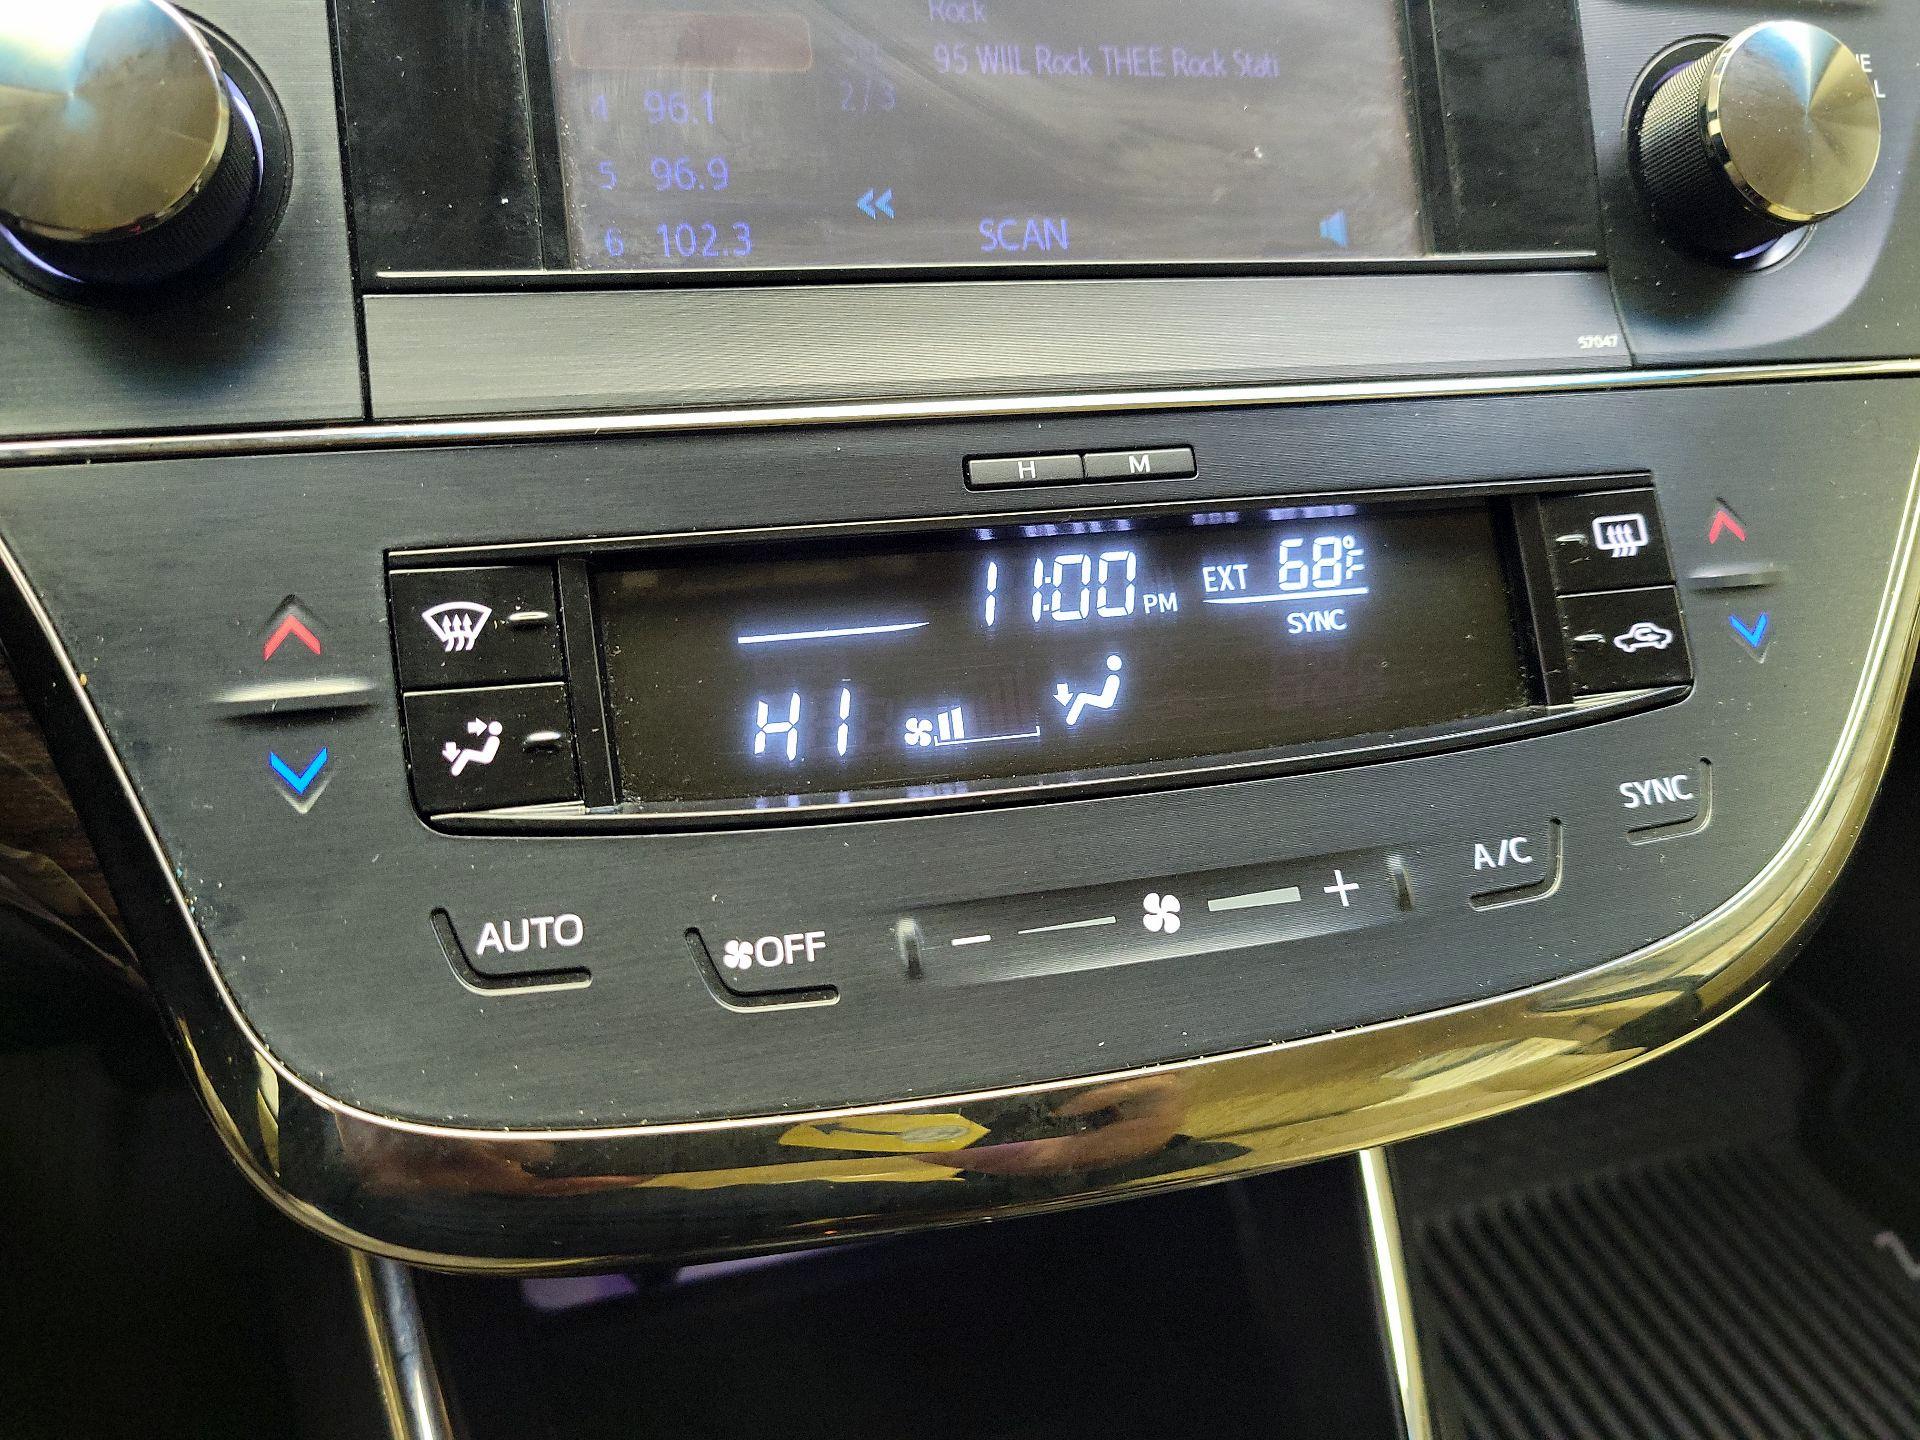 Rock
95 WIIL Rock THEE Rock Stati
4 96.1
2/3
5 96.9
6 102.3
SCAN
57047
H M
11:00 PM EXT 68°F
SYNC
HI
SYNC
A/C
AUTO
OFF
- +